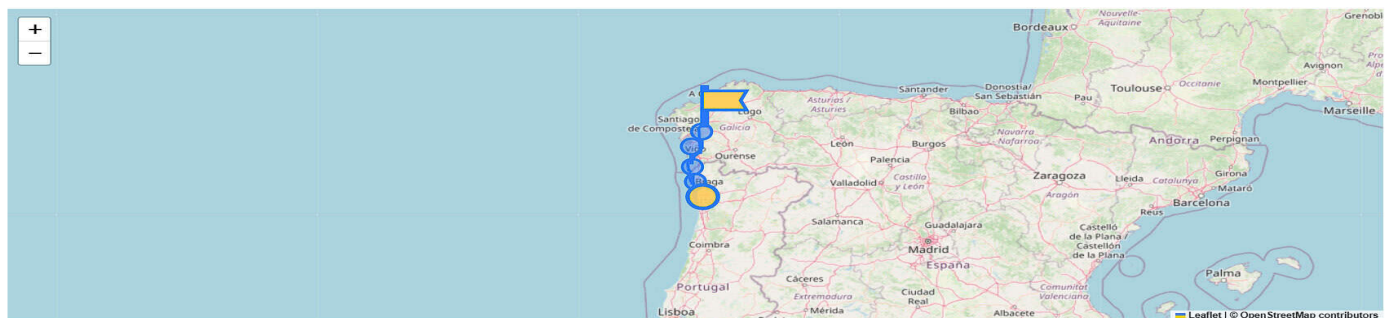 +
−
Nouvelle-
Aquitaine
Bordeaux
Grenobl
Avignon
Occitanie
Montpellier
Toulouse
Marseille
Pau
Donostia/
San Sebastián
Santander
Bilbao
Asturias /
Asturies
A
Lugo
Santiago
de Compostel
Galicia
Vigo
Ourense
León
Burgos
Navarra -
Nafarroa
Andorra
Perpignan
Palencia
Braga
Valladolid
Castilla
y León
Zaragoza
Aragón
Lleida
Catalunya
Girona
Mataró
Barcelona
Reus
Salamanca
Guadalajara
Castelló
de la Plana /
Castellón
de la Plana
Coimbra
Madrid
España
Palma
Portugal
Cáceres
Extremadura
Ciudad
Real
Comunitat
Valenciana
Lisboa
Mérida
Albacete
Leaflet | © OpenStreetMap contributors